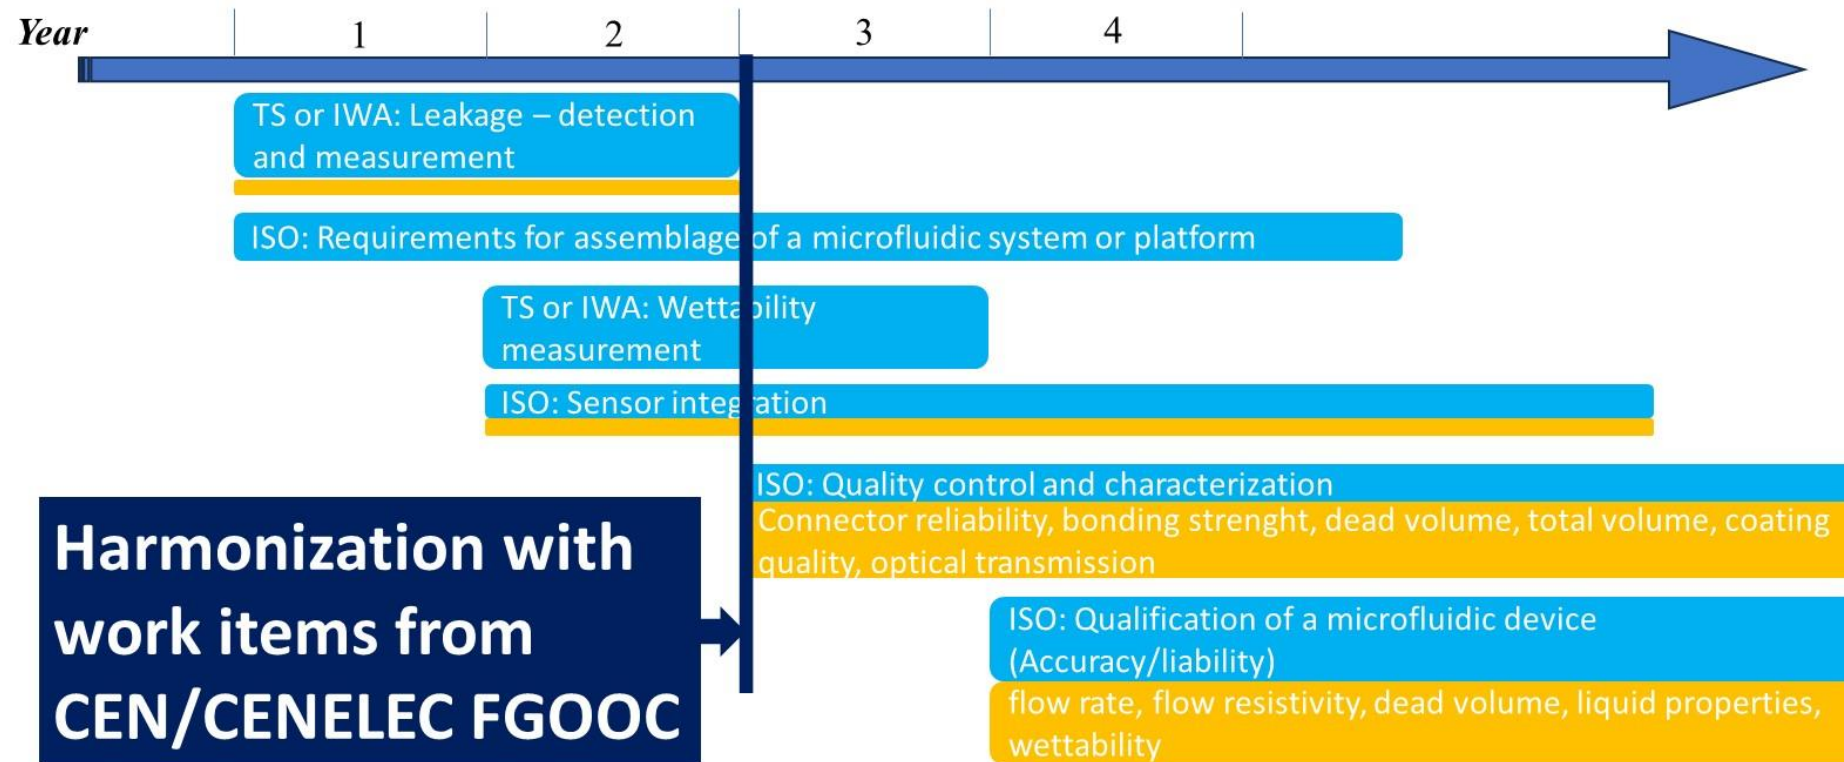 Year 1 2 3 4
TS or IWA: Leakage – detection
and measurement
ISO: Requirements for assemblage of a microfluidic system or platform
TS or IWA: Wettability
measurement
ISO: Sensor integration
ISO: Quality control and characterization
Connector reliability, bonding strenght, dead volume, total volume, coating
quality, optical transmission
Harmonization with
work items from
CEN/CENELEC FGOOC
ISO: Qualification of a microfluidic device
(Accuracy/liability)
flow rate, flow resistivity, dead volume, liquid properties,
wettability